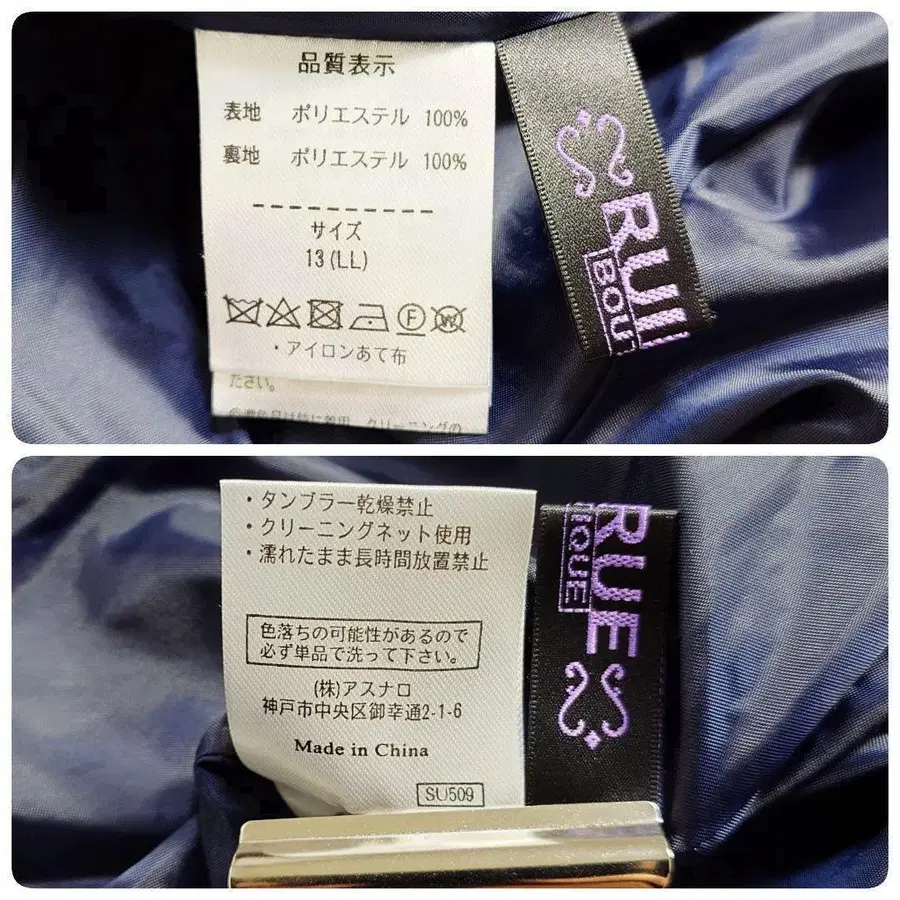 品質表示
表地 ポリエステル 100%
裏地 ポリエステル 100%
サイズ
13(LL)
F
W
・アイロンあて布
ださい。
RUI
BOU
・タンブラー乾燥禁止
・クリーニングネット使用
・濡れたまま長時間放置禁止
色落ちの可能性があるので
必ず単品で洗って下さい。
(株)アスナロ
神戸市中央区御幸通2-1-6
Made in China
SU509
RUE
IQUE